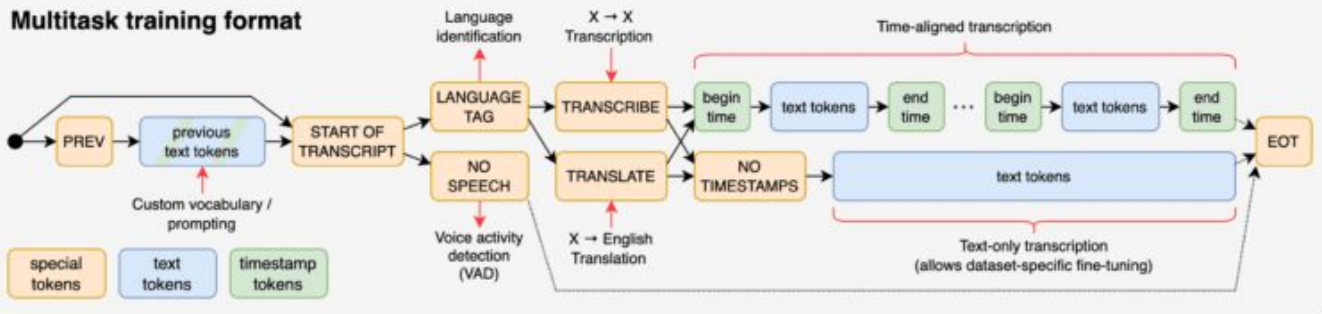 Multitask training format
Language
identification
X → X
Transcription
Time-aligned transcription
LANGUAGE
TAG
TRANSCRIBE
begin
time
text tokens
end
time
...
begin
time
text tokens
end
time
PREV
previous
text tokens
START OF
TRANSCRIPT
EOT
NO
SPEECH
TRANSLATE
NO
TIMESTAMPS
text tokens
Custom vocabulary /
prompting
Voice activity
detection
(VAD)
X → English
Translation
Text-only transcription
(allows dataset-specific fine-tuning)
special
tokens
text
tokens
timestamp
tokens